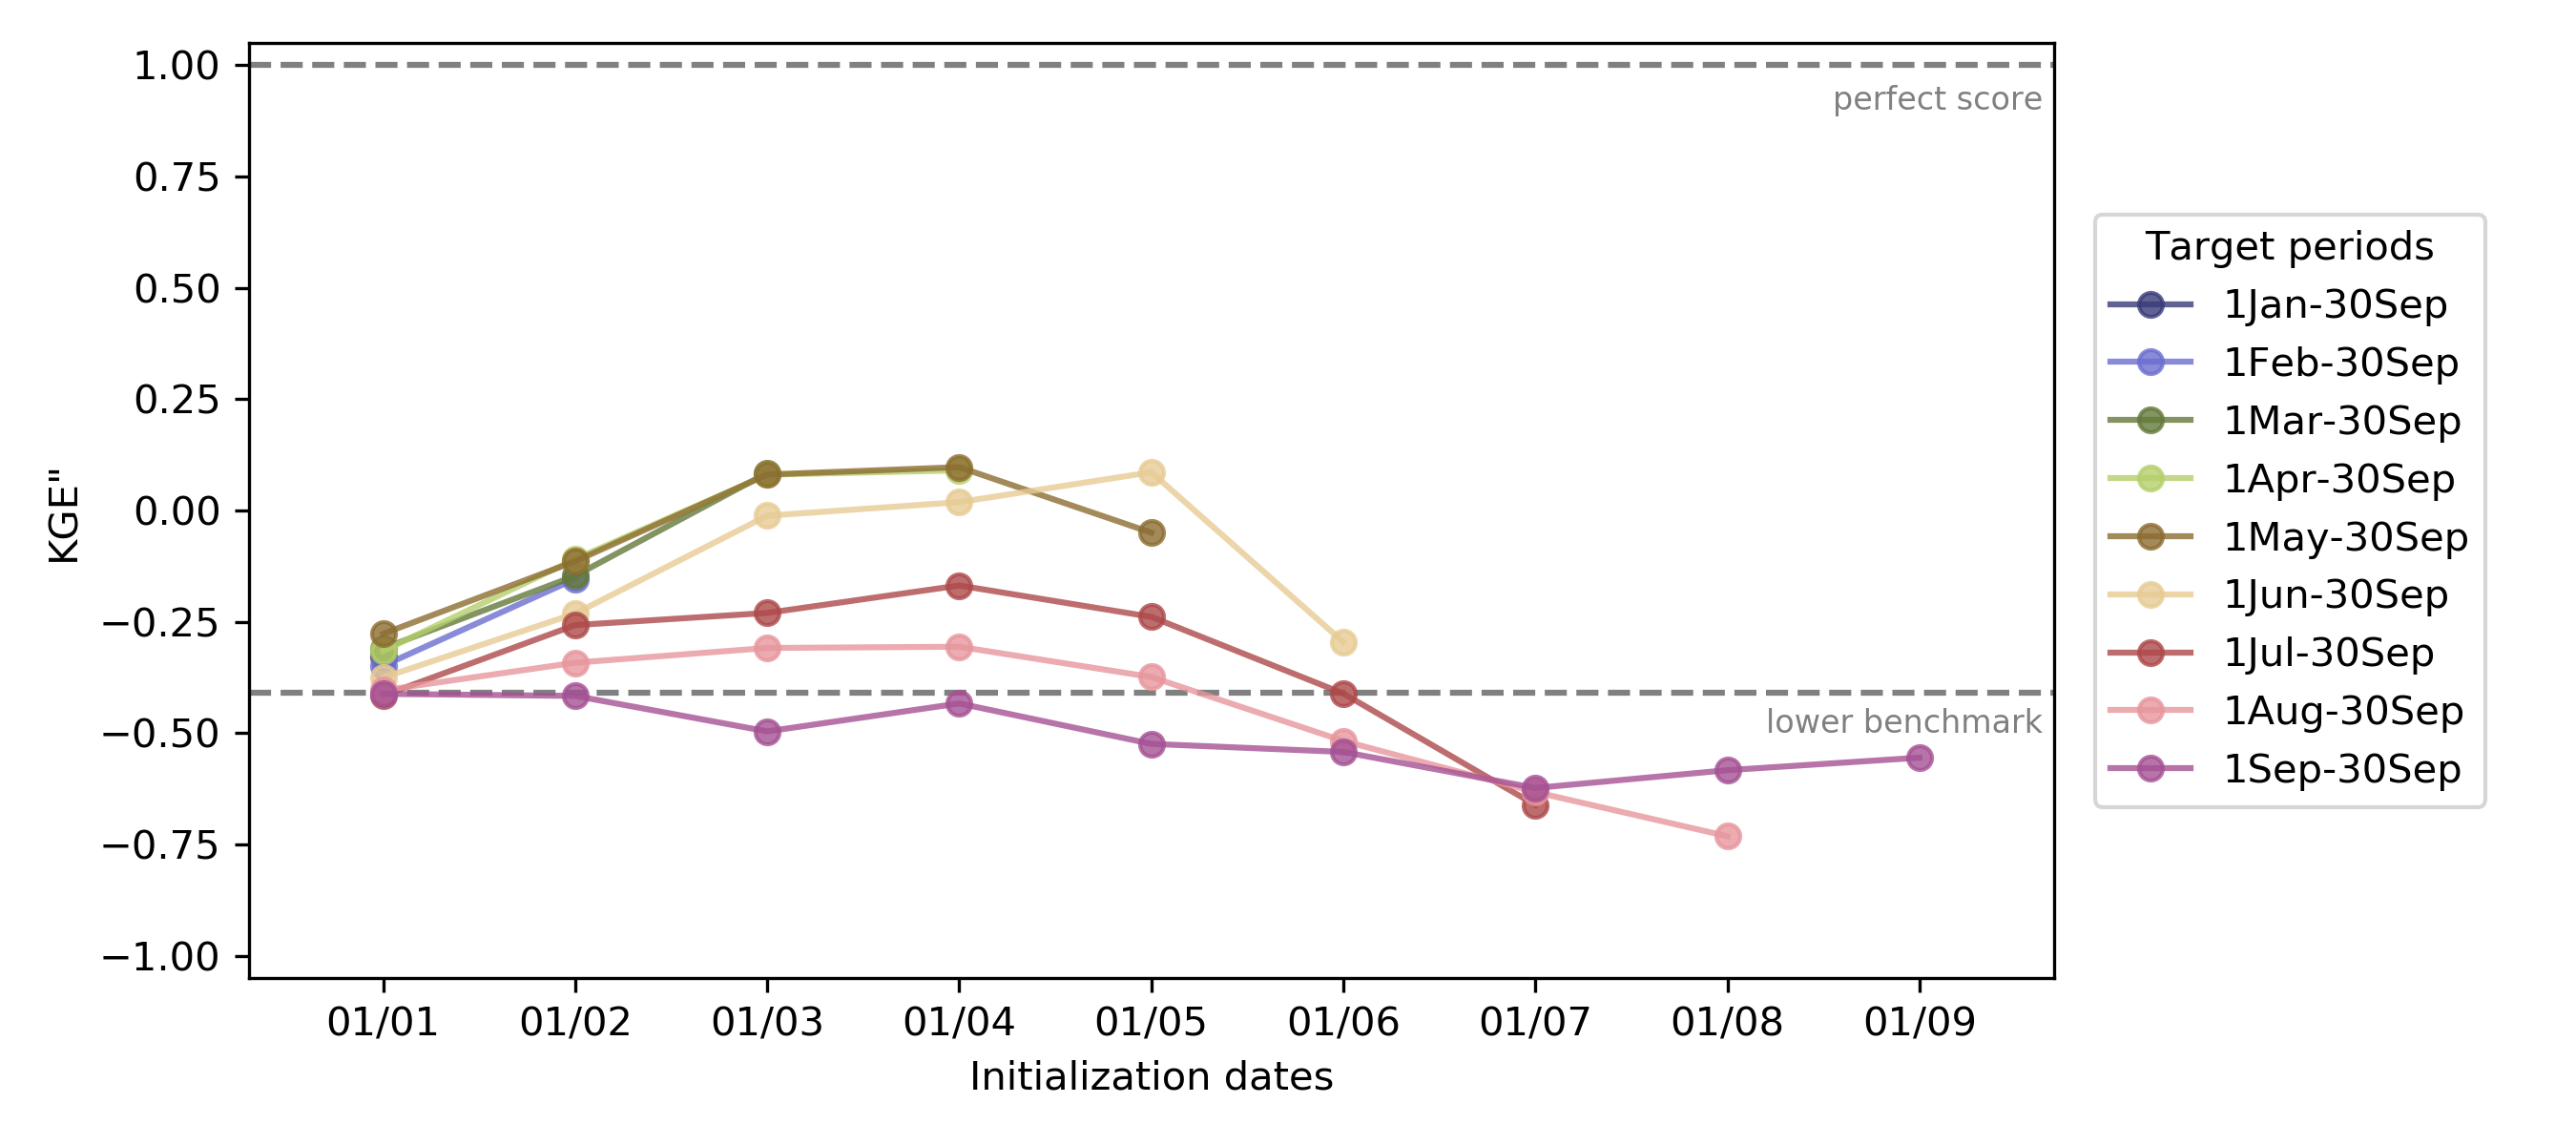 1.00
0.75
0.50
0.25
0.00
−0.25
−0.50
−0.75
−1.00
KGE"
perfect score
lower benchmark
01/01 01/02 01/03 01/04 01/05 01/06 01/07 01/08 01/09
Initialization dates
Target periods
1Jan-30Sep
1Feb-30Sep
1Mar-30Sep
1Apr-30Sep
1May-30Sep
1Jun-30Sep
1Jul-30Sep
1Aug-30Sep
1Sep-30Sep